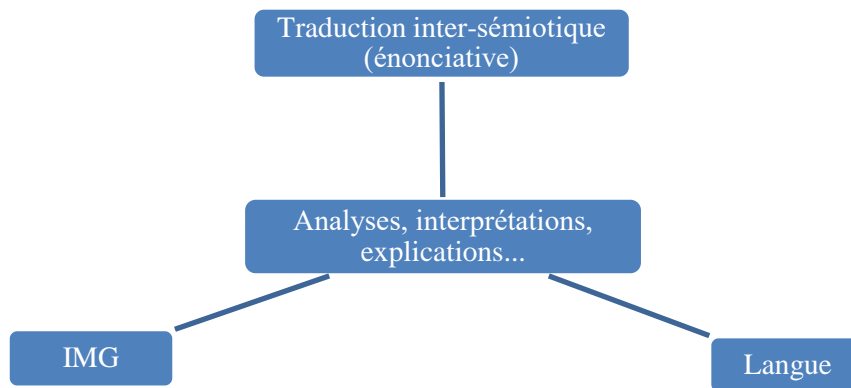 Traduction inter-sémiotique
(énonciative)
Analyses, interprétations,
explications...
IMG
Langue